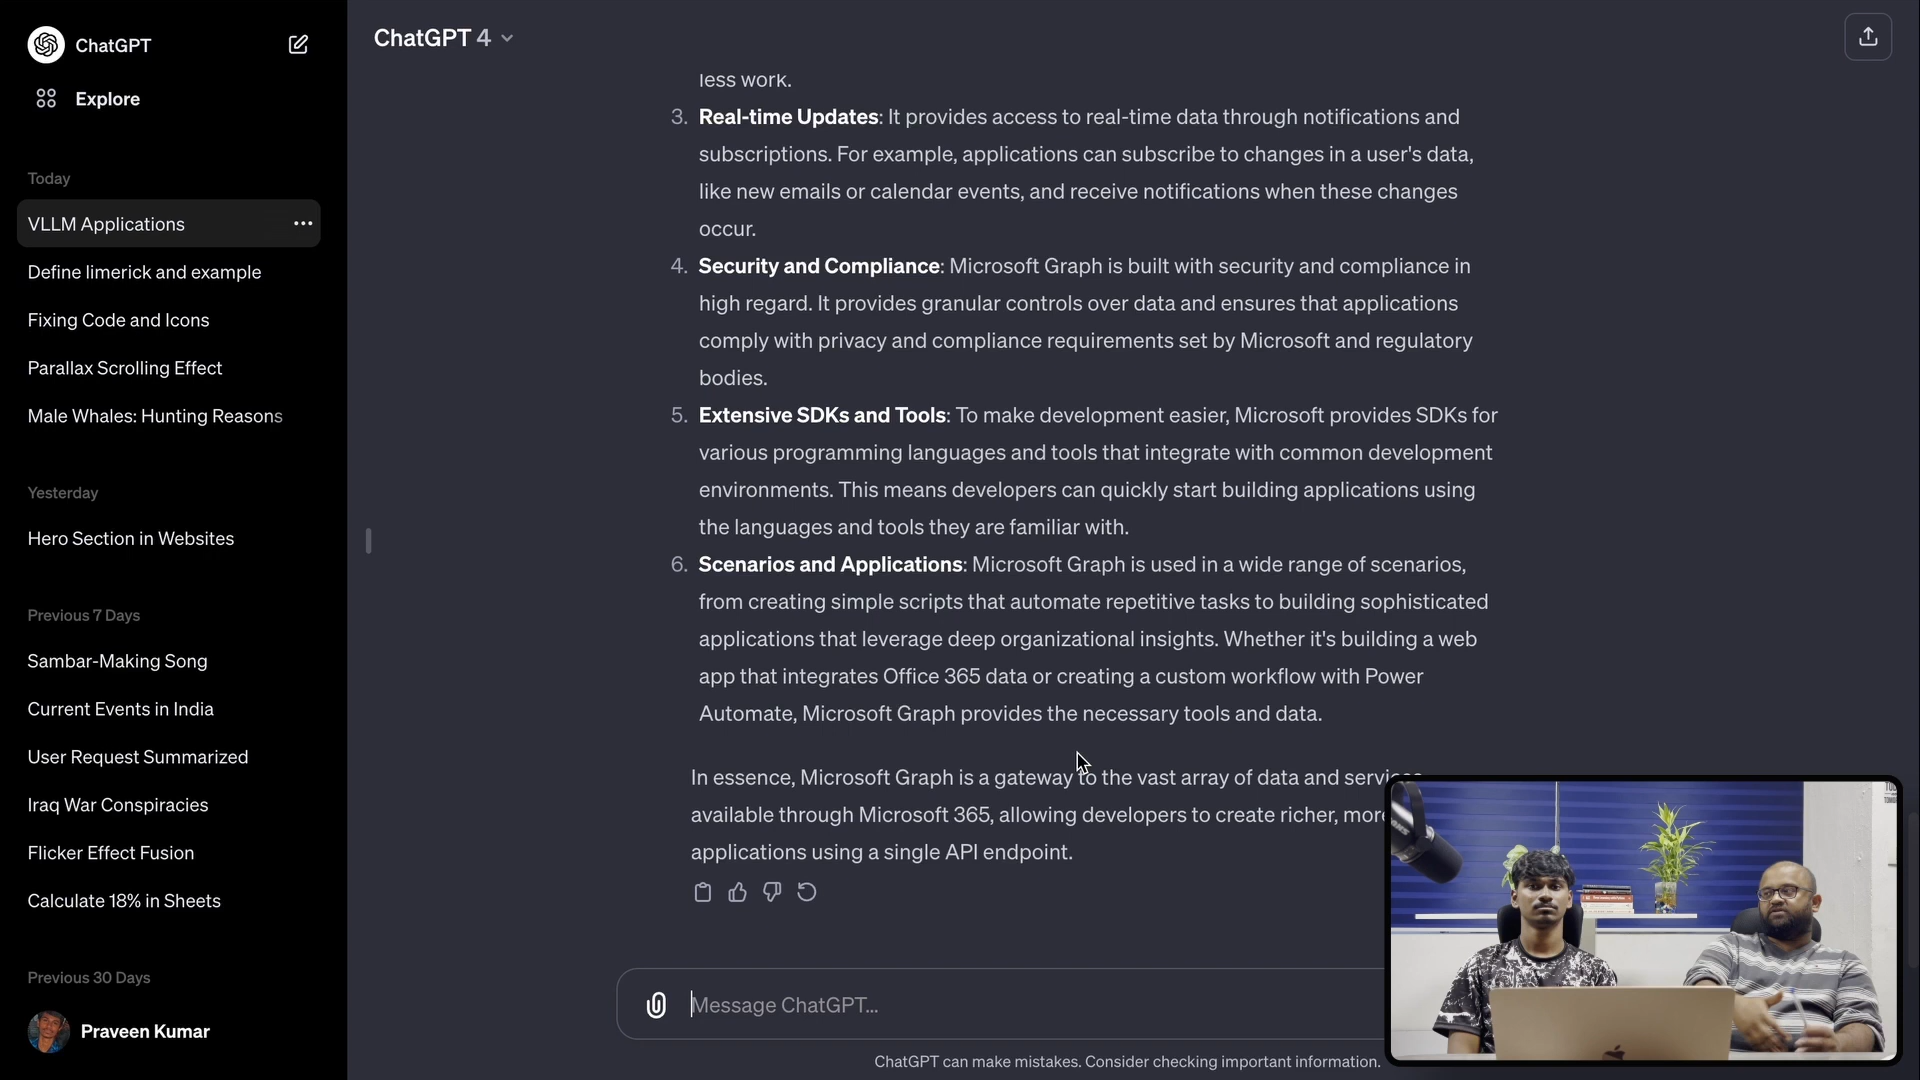 ChatGPT
Explore
Today
VLLM Applications
Define limerick and example
Fixing Code and Icons
Parallax Scrolling Effect
Male Whales: Hunting Reasons
Yesterday
Hero Section in Websites
Previous 7 Days
Sambar-Making Song
Current Events in India
User Request Summarized
Iraq War Conspiracies
Flicker Effect Fusion
Calculate 18% in Sheets
Previous 30 Days
Praveen Kumar
ChatGPT 4
less work.
3. Real-time Updates: It provides access to real-time data through notifications and
subscriptions. For example, applications can subscribe to changes in a user's data,
like new emails or calendar events, and receive notifications when these changes
occur.
4. Security and Compliance: Microsoft Graph is built with security and compliance in
high regard. It provides granular controls over data and ensures that applications
comply with privacy and compliance requirements set by Microsoft and regulatory
bodies.
5. Extensive SDKs and Tools: To make development easier, Microsoft provides SDKs for
various programming languages and tools that integrate with common development
environments. This means developers can quickly start building applications using
the languages and tools they are familiar with.
6. Scenarios and Applications: Microsoft Graph is used in a wide range of scenarios,
from creating simple scripts that automate repetitive tasks to building sophisticated
applications that leverage deep organizational insights. Whether it's building a web
app that integrates Office 365 data or creating a custom workflow with Power
Automate, Microsoft Graph provides the necessary tools and data.
In essence, Microsoft Graph is a gateway to the vast array of data and services
available through Microsoft 365, allowing developers to create richer, more
applications using a single API endpoint.
Message ChatGPT...
ChatGPT can make mistakes. Consider checking important information.